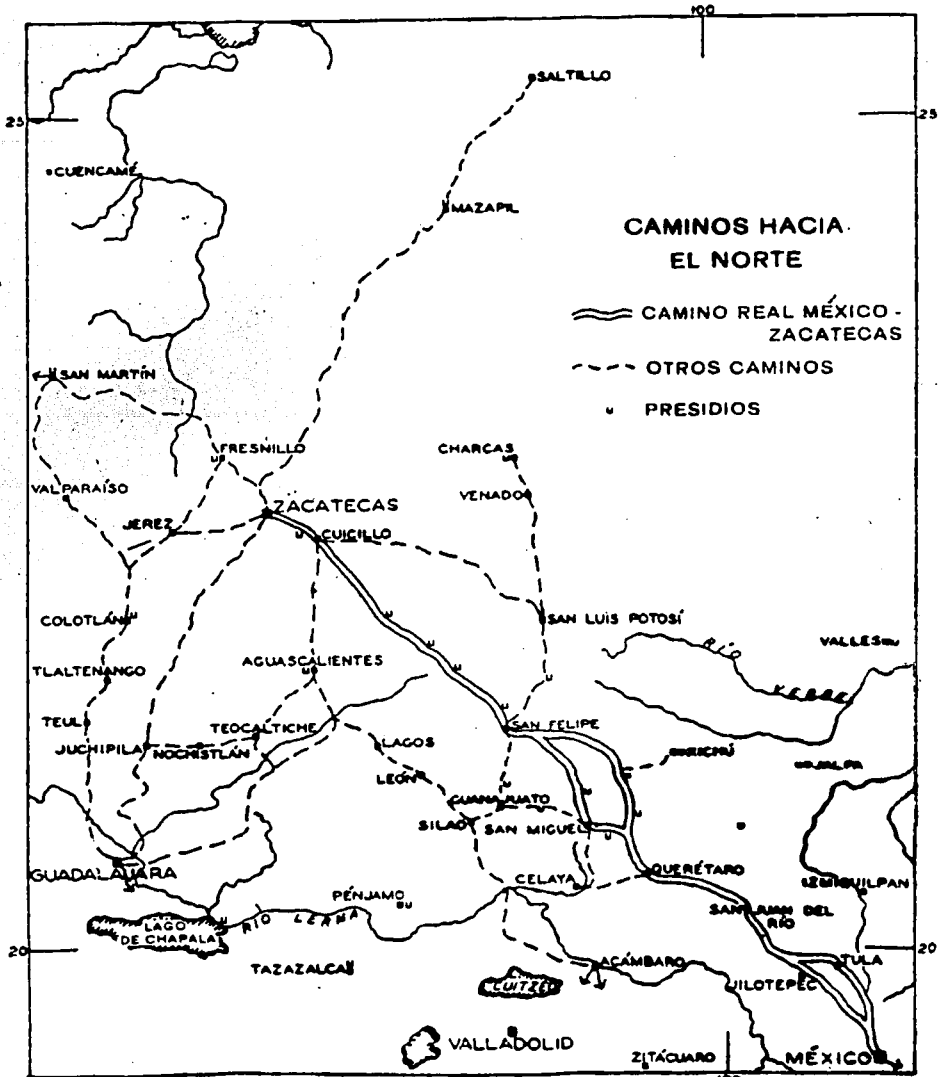 100
SALTILLO
25
25
CUENCAMÉ
MAZAPIL
CAMINOS HACIA
EL NORTE
CAMINO REAL MÉXICO -
ZACATECAS
OTROS CAMINOS
PRESIDIOS
SAN MARTÍN
FRESNILLO
CHARCAS
VALPARAÍSO
VENADO
ZACATECAS
JEREZ
CUICILLO
COLOTLÁN
SAN LUIS POTOSÍ
RÍO
VALLES
TLALTENANGO
AGUASCALIENTES
VERDE
TEUL
TEOCALTICHE
SAN FELIPE
JUCHIPILA
NOCHISTLÁN
LAGOS
XICHÚ
JALPA
LEÓN
GUANAJUATO
SILAO
SAN MIGUEL
GUADALAJARA
QUERÉTARO
CELAYA
IZMIQUILPAN
PÉNJAMO
RÍO LERMA
SAN JUAN DEL
RÍO
LAGO
DE CHAPALA
20
20
TAZAZALCA
ACÁMBARO
TULA
JILOTEPEC
CUITZEO
VALLADOLID
ZITÁCUARO
MÉXICO